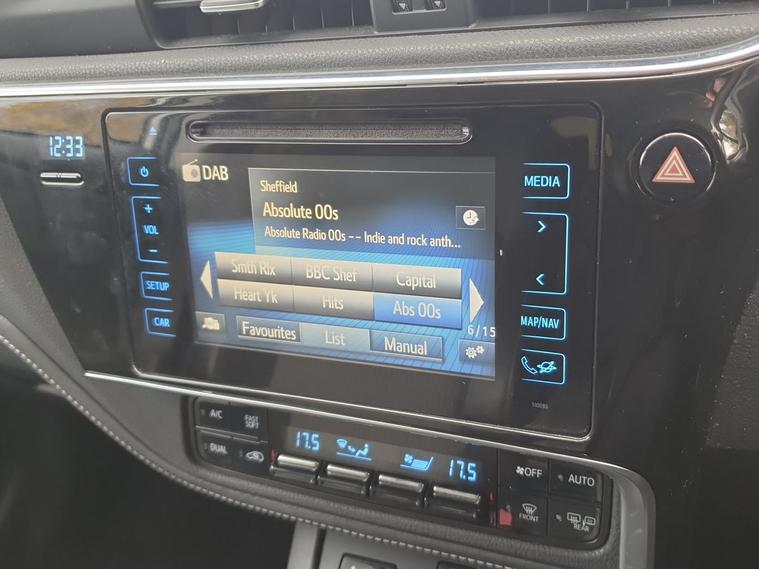 12:33
DAB
MEDIA
Sheffield
Absolute 00s
Absolute Radio 00s -- Indie and rock anth...
+
VOL
-
SETUP
CAR
Smth Rlx BBC Shef Capital
Heart Yk Hits Abs 00s
6/15
Favourites List Manual
MAP/NAV
A/C
FAST
SOFT
DUAL
17.5
17.5
OFF
AUTO
FRONT
REAR